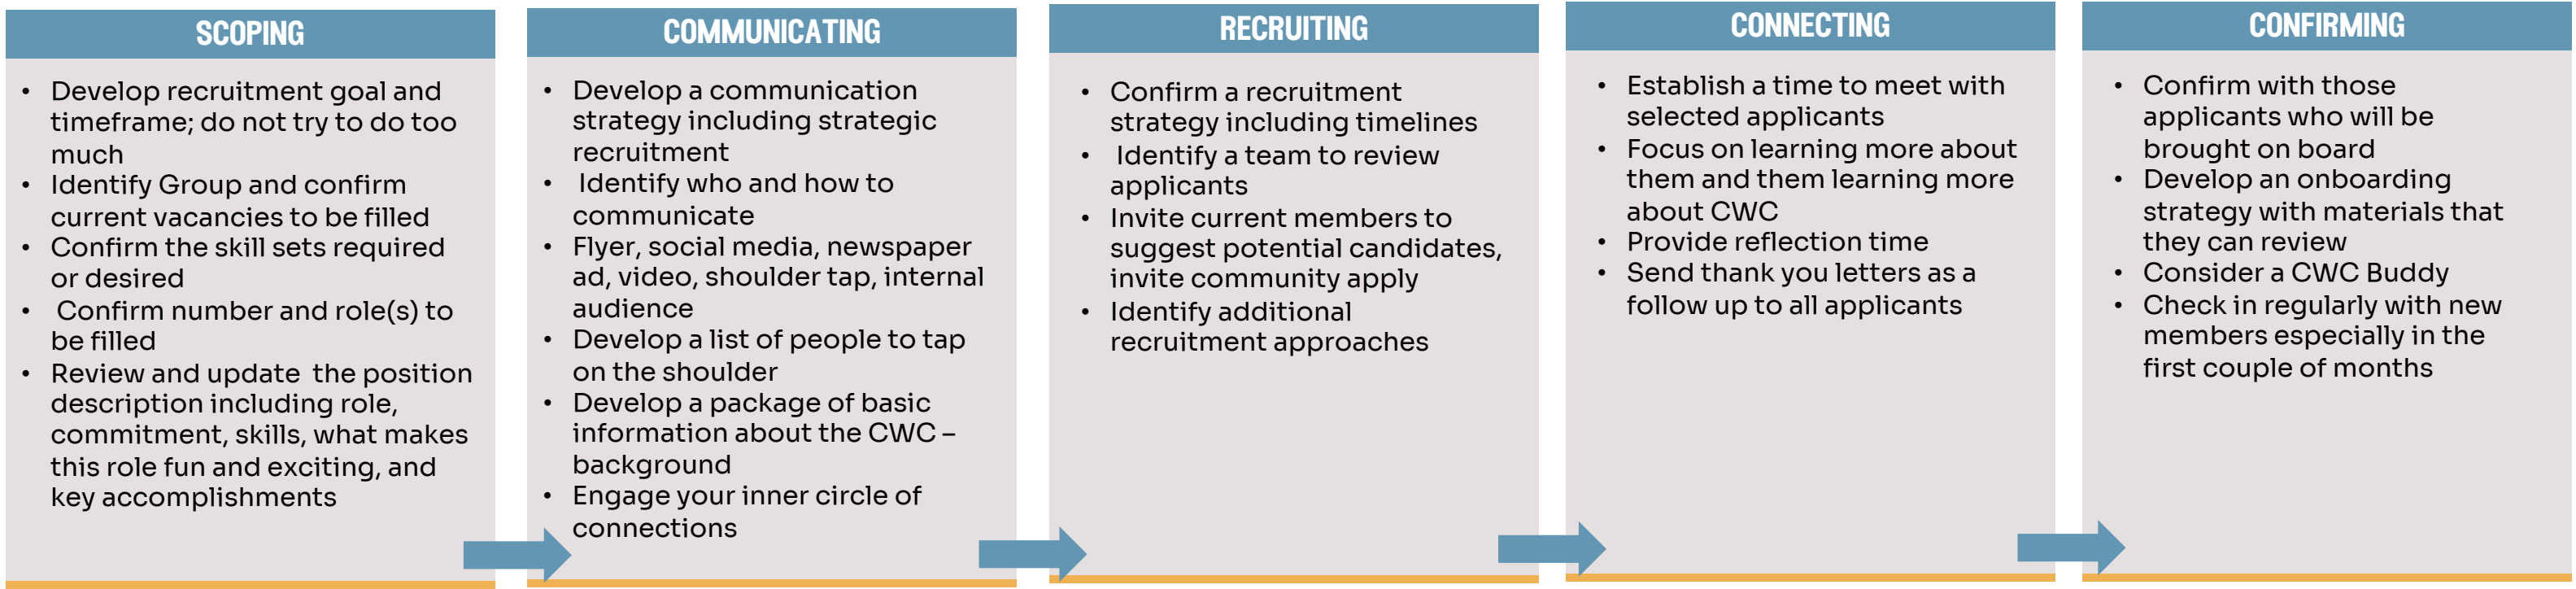 SCOPING
• Develop recruitment goal and
timeframe; do not try to do too
much
• Identify Group and confirm
current vacancies to be filled
• Confirm the skill sets required
or desired
• Confirm number and role(s) to
be filled
• Review and update the position
description including role,
commitment, skills, what makes
this role fun and exciting, and
key accomplishments
COMMUNICATING
• Develop a communication
strategy including strategic
recruitment
• Identify who and how to
communicate
• Flyer, social media, newspaper
ad, video, shoulder tap, internal
audience
• Develop a list of people to tap
on the shoulder
• Develop a package of basic
information about the CWC –
background
• Engage your inner circle of
connections
RECRUITING
• Confirm a recruitment
strategy including timelines
• Identify a team to review
applicants
• Invite current members to
suggest potential candidates,
invite community apply
• Identify additional
recruitment approaches
CONNECTING
• Establish a time to meet with
selected applicants
• Focus on learning more about
them and them learning more
about CWC
• Provide reflection time
• Send thank you letters as a
follow up to all applicants
CONFIRMING
• Confirm with those
applicants who will be
brought on board
• Develop an onboarding
strategy with materials that
they can review
• Consider a CWC Buddy
• Check in regularly with new
members especially in the
first couple of months